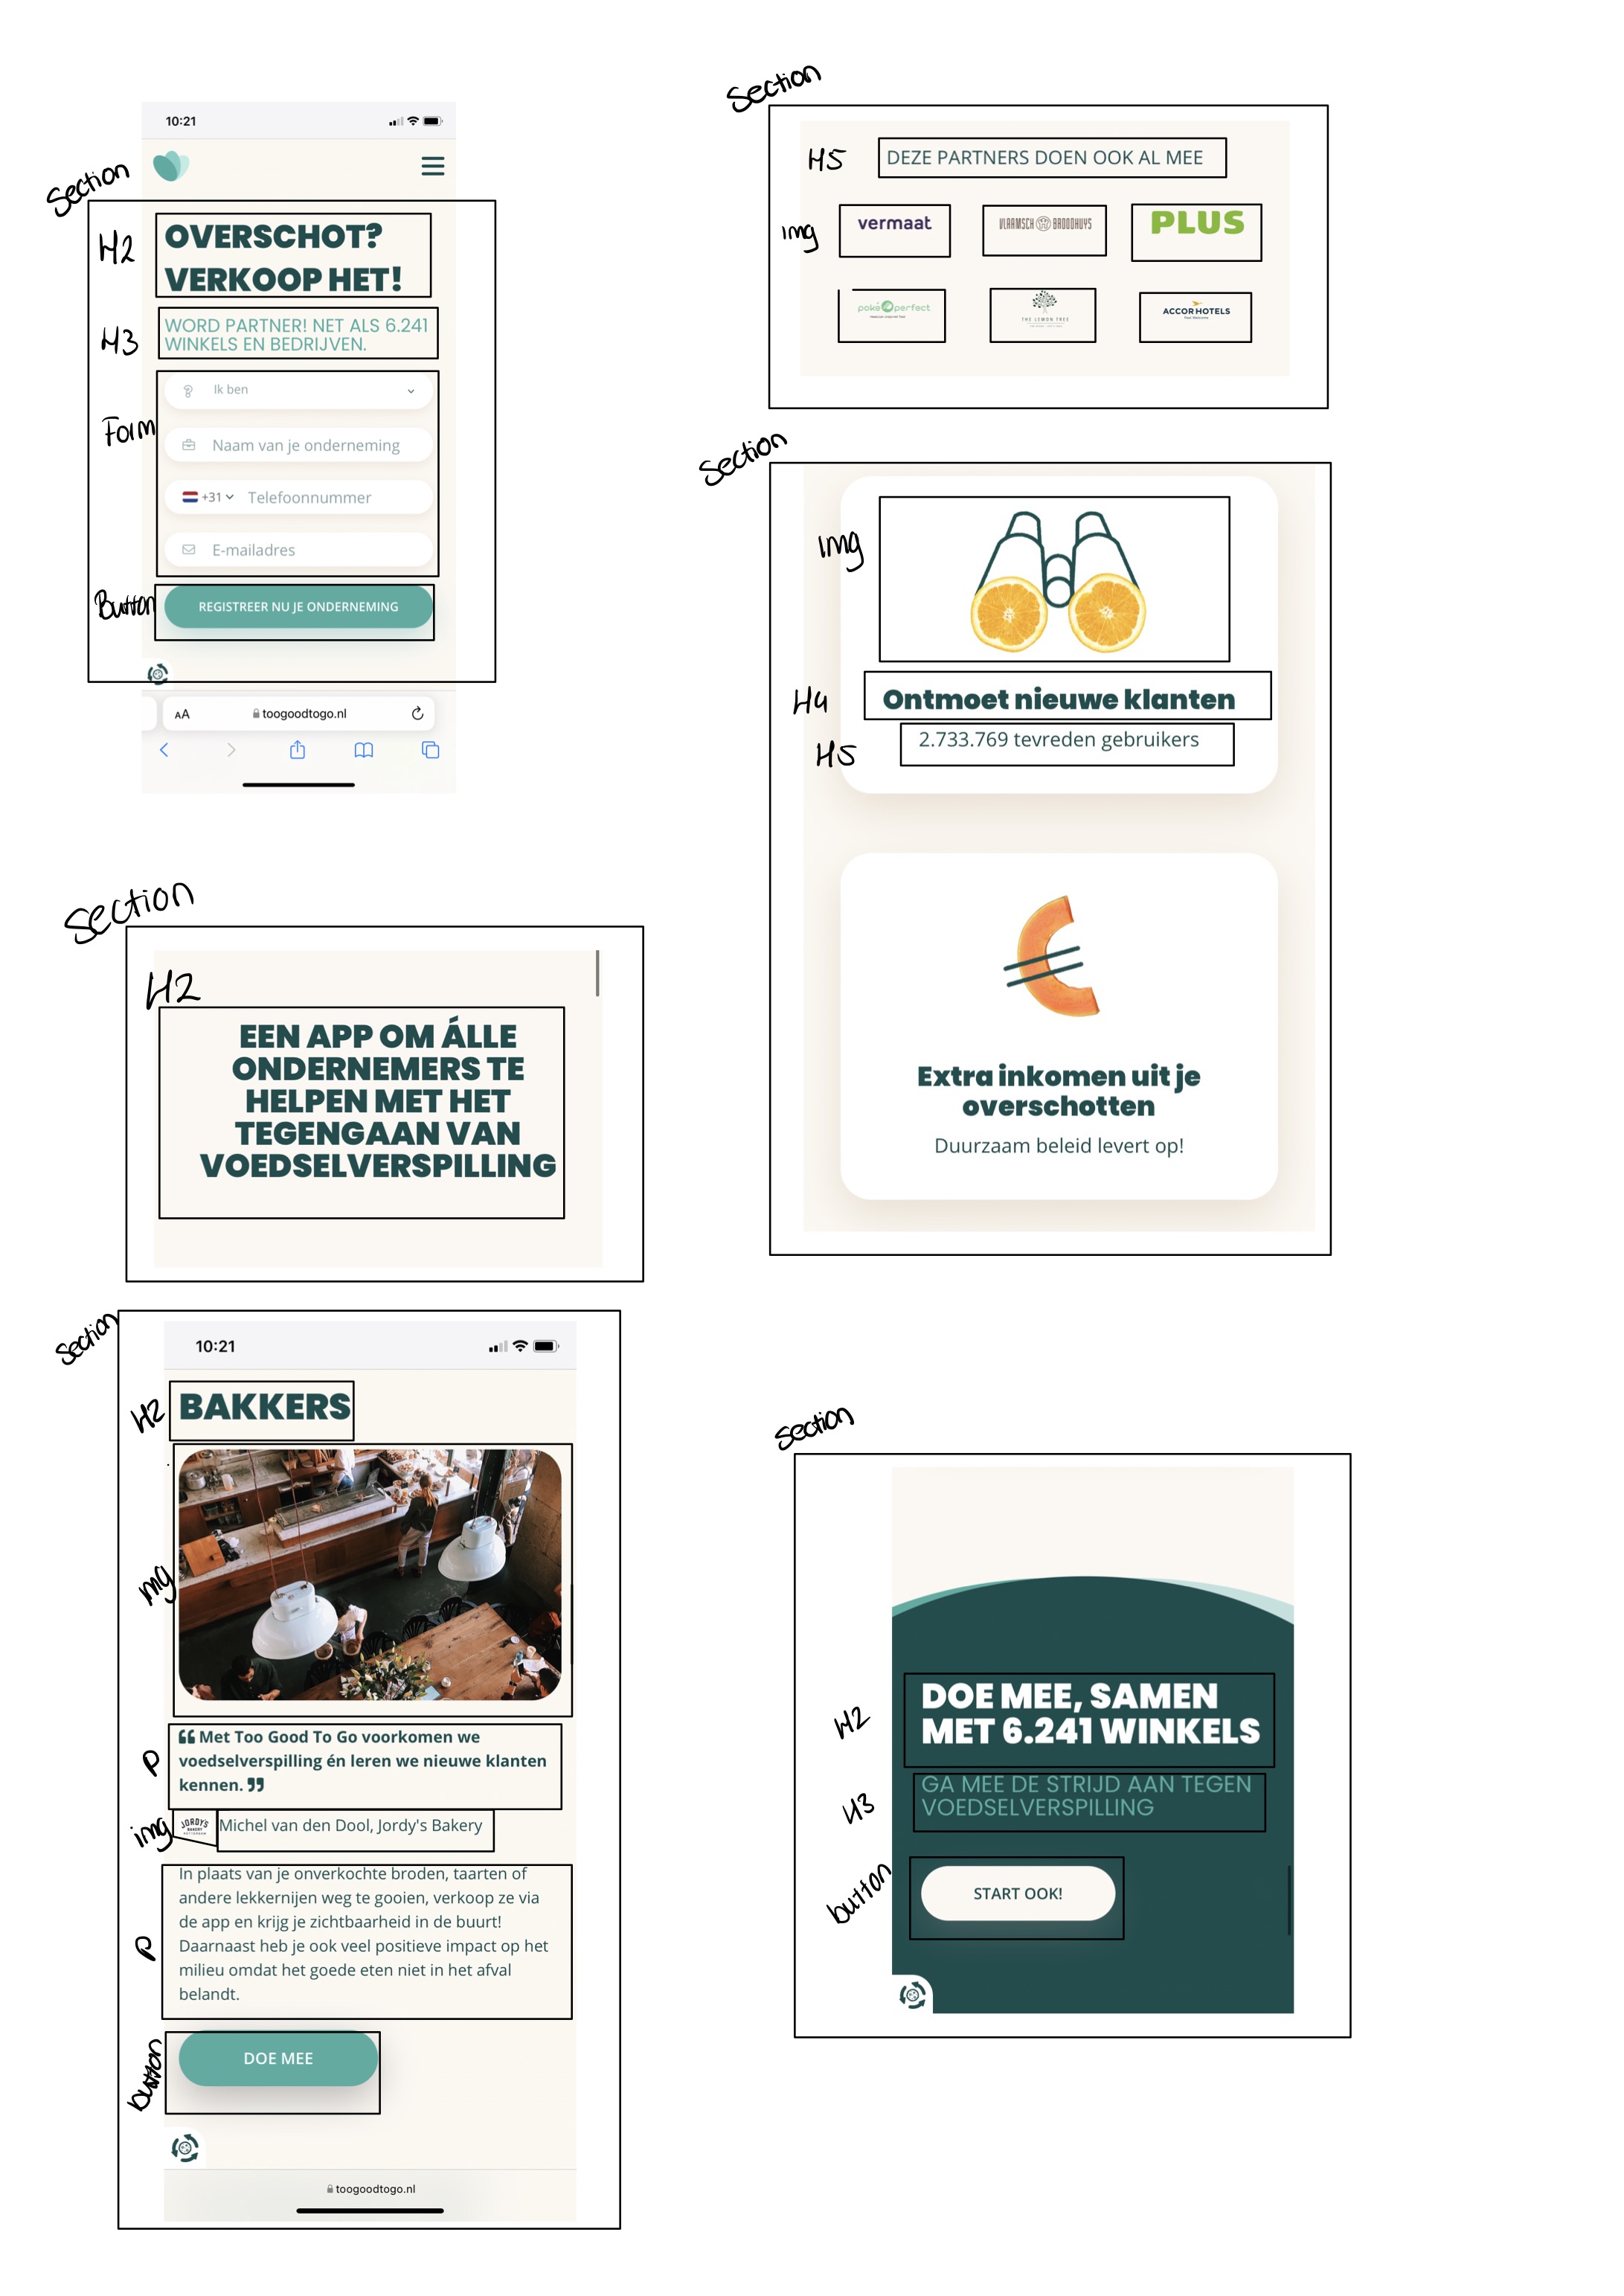 Section
10:21
H2
OVERSCHOT?
VERKOOP HET!
H3
WORD PARTNER! NET ALS 6.241
WINKELS EN BEDRIJVEN.
Form
Ik ben
Naam van je onderneming
+31 Telefoonnummer
E-mailadres
Button
REGISTREER NU JE ONDERNEMING
AA toogoodtogo.nl
Section
H2
EEN APP OM ÁLLE
ONDERNEMERS TE
HELPEN MET HET
TEGENGAAN VAN
VOEDSELVERSPILLING
Section
10:21
H2
BAKKERS
img
P
“ Met Too Good To Go voorkomen we
voedselverspilling én leren we nieuwe klanten
kennen. ”
img
JORDY'S
BAKERY
Michel van den Dool, Jordy's Bakery
P
In plaats van je onverkochte broden, taarten of
andere lekkernijen weg te gooien, verkoop ze via
de app en krijg je zichtbaarheid in de buurt!
Daarnaast heb je ook veel positieve impact op het
milieu omdat het goede eten niet in het afval
belandt.
button
DOE MEE
toogoodtogo.nl
Section
H5
DEZE PARTNERS DOEN OOK AL MEE
img
vermaat
VLAAMSCH BROODHUYS
PLUS
poké perfect
THE LEMON TREE
ACCOR HOTELS
Feel Welcome
Section
img
H4
Ontmoet nieuwe klanten
H5
2.733.769 tevreden gebruikers
Extra inkomen uit je
overschotten
Duurzaam beleid levert op!
Section
H2
DOE MEE, SAMEN
MET 6.241 WINKELS
H3
GA MEE DE STRIJD AAN TEGEN
VOEDSELVERSPILLING
button
START OOK!